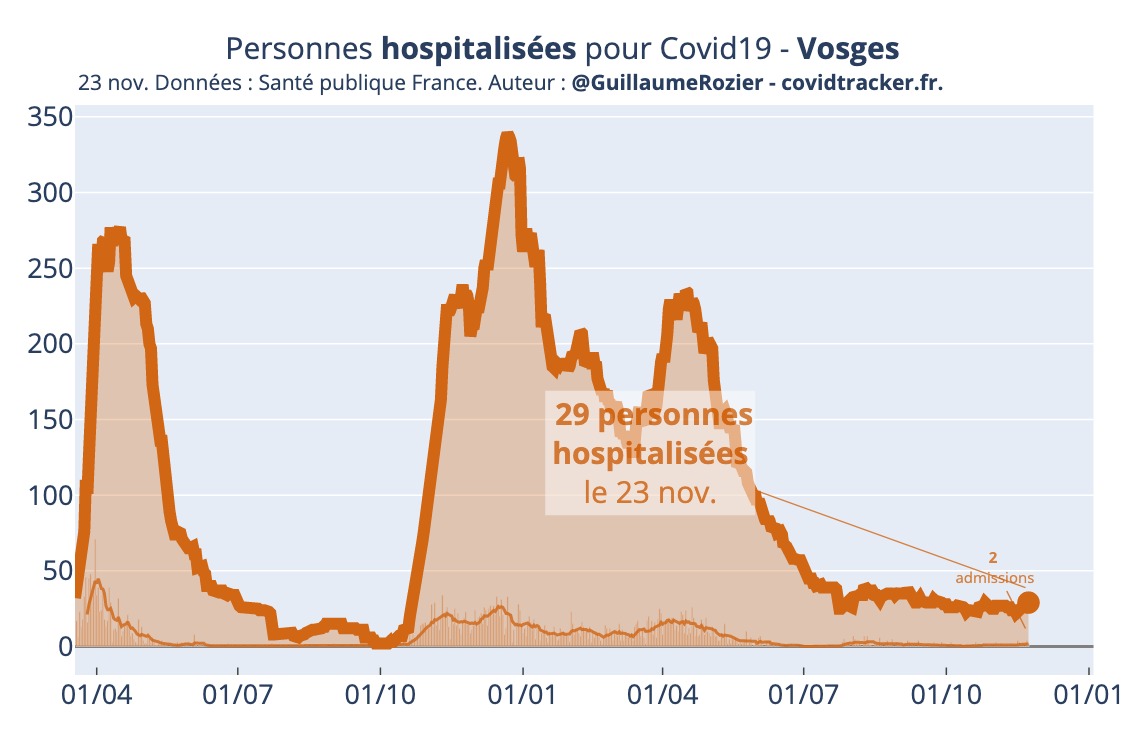 Personnes hospitalisées pour Covid19 - Vosges
23 nov. Données : Santé publique France. Auteur : @GuillaumeRozier - covidtracker.fr.
350
300
250
200
150
100
50
0
29 personnes
hospitalisées
le 23 nov.
2
admissions
01/04 01/07 01/10 01/01 01/04 01/07 01/10 01/01